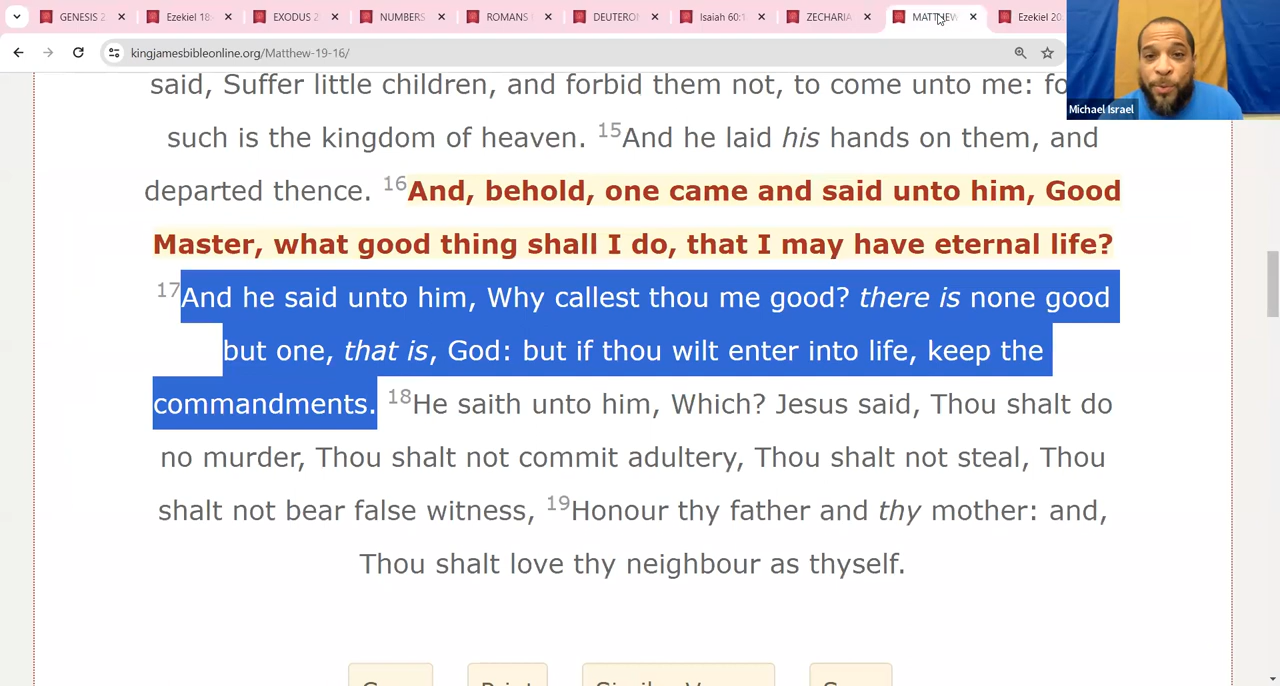 GENESIS 2
Ezekiel 18:
EXODUS 2
NUMBERS
ROMANS
DEUTERON
Isaiah 60:1
ZECHARIA
MATTHEW
Ezekiel 20
kingjamesbibleonline.org/Matthew-19-16/
Michael Israel
said, Suffer little children, and forbid them not, to come unto me: fo
such is the kingdom of heaven. 15And he laid his hands on them, and
departed thence. 16And, behold, one came and said unto him, Good
Master, what good thing shall I do, that I may have eternal life?
17And he said unto him, Why callest thou me good? there is none good
but one, that is, God: but if thou wilt enter into life, keep the
commandments. 18He saith unto him, Which? Jesus said, Thou shalt do
no murder, Thou shalt not commit adultery, Thou shalt not steal, Thou
shalt not bear false witness, 19Honour thy father and thy mother: and,
Thou shalt love thy neighbour as thyself.